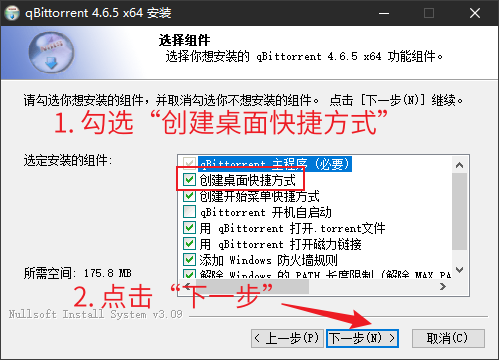 qBittorrent 4.6.5 x64 安装
选择组件
选择你想安装的 qBittorrent 4.6.5 x64 功能组件。
请勾选你想安装的组件，并取消勾选你不想安装的组件。 点击 [下一步(N)] 继续。
1. 勾选“创建桌面快捷方式”
选定安装的组件:
qBittorrent 主程序 (必要)
创建桌面快捷方式
创建开始菜单快捷方式
qBittorrent 开机自启动
用 qBittorrent 打开.torrent文件
用 qBittorrent 打开磁力链接
添加 Windows 防火墙规则
解除 Windows 的 PATH 长度限制 (解除 MAX_PA
所需空间: 175.8 MB
2. 点击“下一步”
Nullsoft Install System v3.09
< 上一步(P)
下一步(N) >
取消(C)